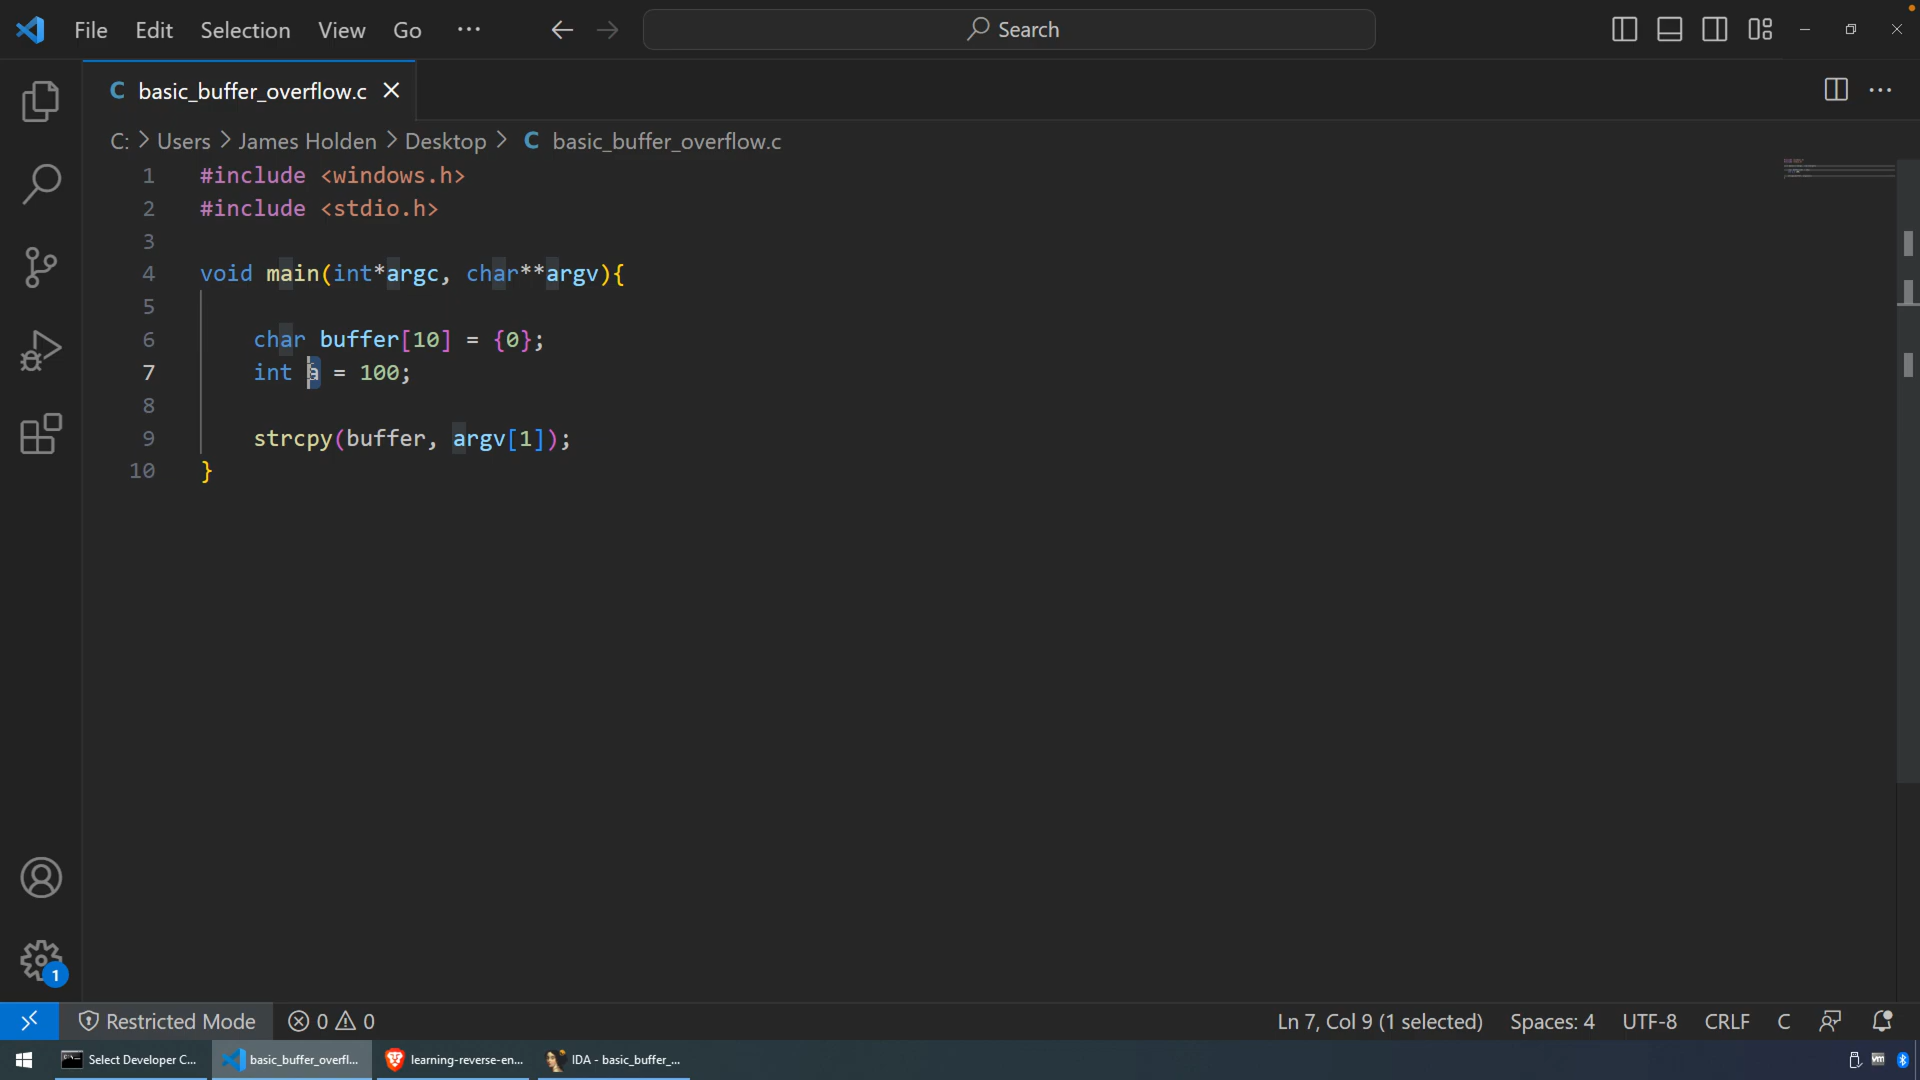 File Edit Selection View Go ··· Search
C basic_buffer_overflow.c
C: > Users > James Holden > Desktop > C basic_buffer_overflow.c
1 #include <windows.h>
2 #include <stdio.h>
3
4 void main(int*argc, char**argv){
5
6     char buffer[10] = {0};
7     int a = 100;
8
9     strcpy(buffer, argv[1]);
10 }
1
Restricted Mode 0 0 Ln 7, Col 9 (1 selected) Spaces: 4 UTF-8 CRLF C
Select Developer C... basic_buffer_overfl... learning-reverse-en... IDA - basic_buffer_... vm